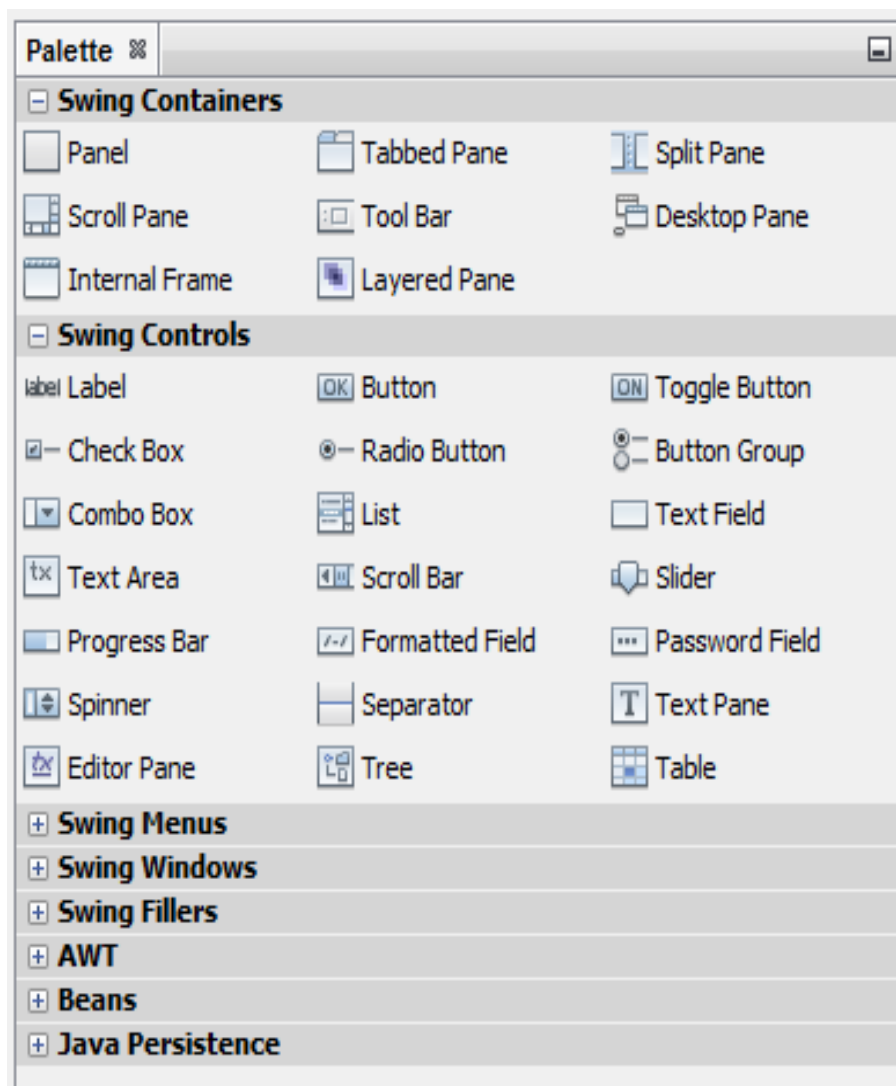 Palette
Swing Containers
Panel Tabbed Pane Split Pane
Scroll Pane Tool Bar Desktop Pane
Internal Frame Layered Pane
Swing Controls
label Label OK Button ON Toggle Button
Check Box Radio Button Button Group
Combo Box List Text Field
tx Text Area Scroll Bar Slider
Progress Bar Formatted Field Password Field
Spinner Separator T Text Pane
tx Editor Pane Tree Table
Swing Menus
Swing Windows
Swing Fillers
AWT
Beans
Java Persistence